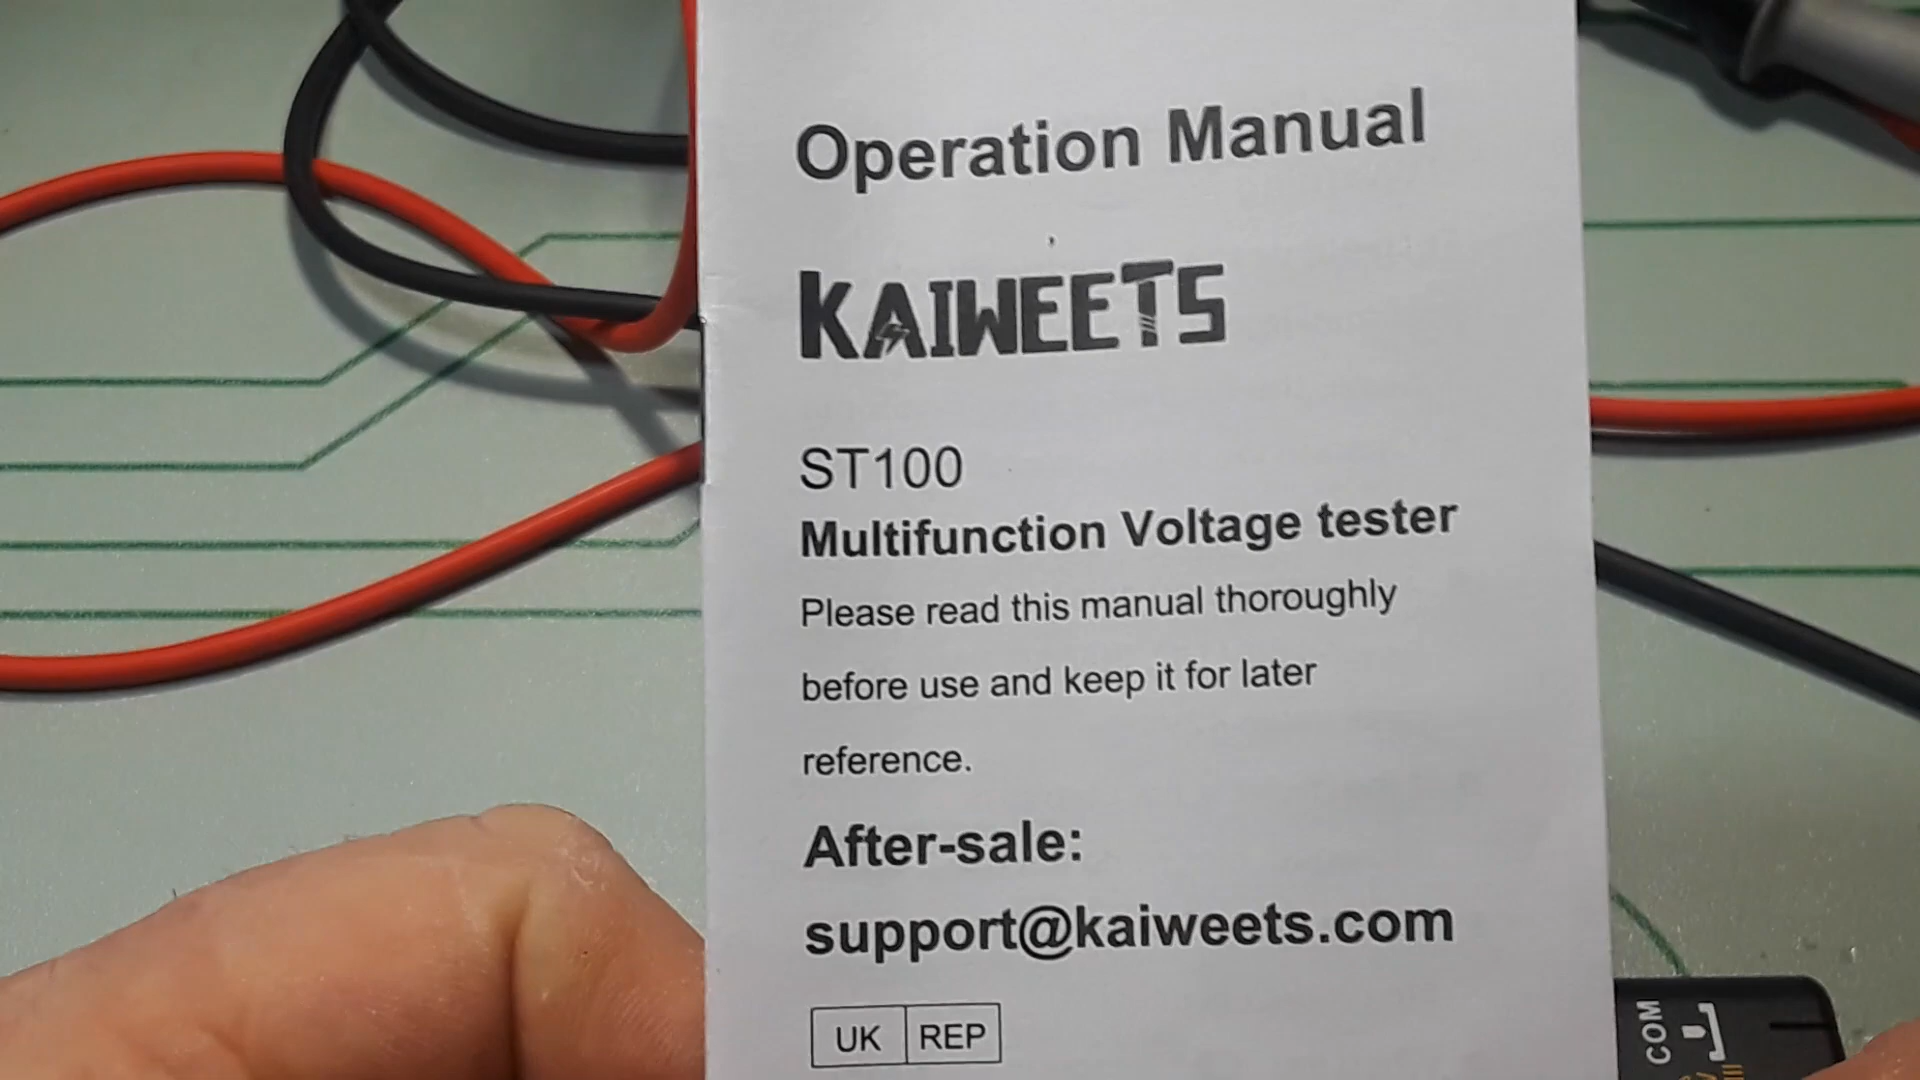 Operation Manual
KAIWEETS
ST100
Multifunction Voltage tester
Please read this manual thoroughly
before use and keep it for later
reference.
After-sale:
support@kaiweets.com
UK REP
COM